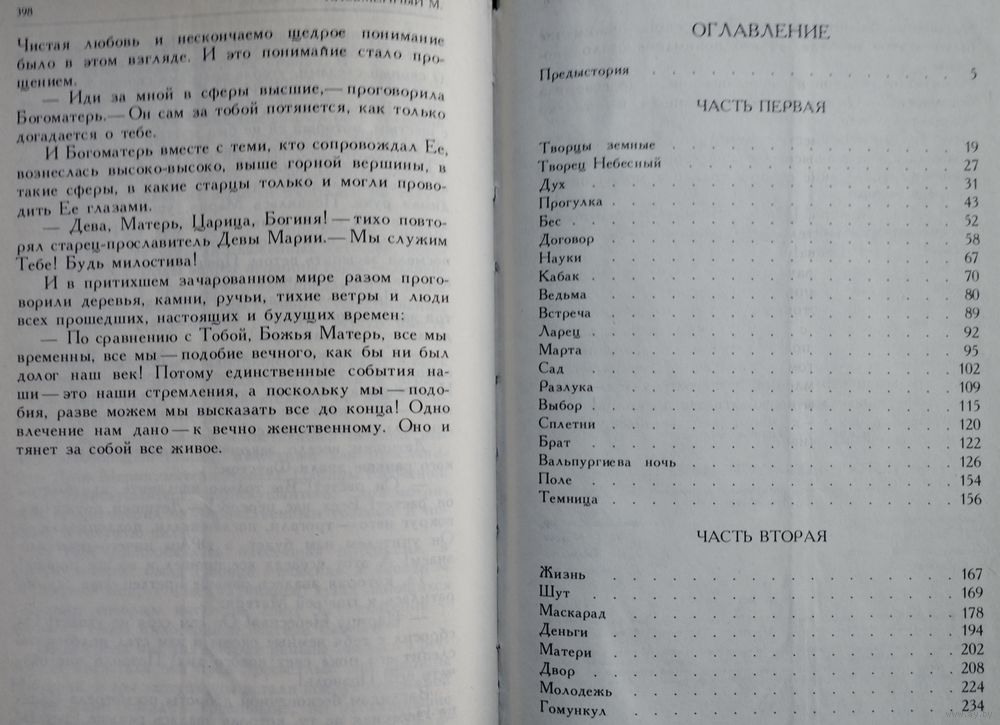 398
М.
Чистая любовь и нескончаемо щедрое понимание
было в этом взгляде. И это понимание стало про-
щением.
— Иди за мной в сферы высшие,— проговорила
Богоматерь.— Он сам за тобой потянется, как только
догадается о тебе.
И Богоматерь вместе с теми, кто сопровождал Ее,
вознеслась высоко-высоко, выше горной вершины, в
такие сферы, в какие старцы только и могли прово-
дить Ее глазами.
— Дева, Матерь, Царица, Богиня! — тихо повто-
рял старец-прославитель Девы Марии.— Мы служим
Тебе! Будь милостива!
И в притихшем зачарованном мире разом прого-
ворили деревья, камни, ручьи, тихие ветры и люди
всех прошедших, настоящих и будущих времен:
— По сравнению с Тобой, Божья Матерь, все мы
временны, все мы — подобие вечного, как бы ни был
долог наш век! Потому единственные события на-
ши — это наши стремления, а поскольку мы — подо-
бия, разве можем мы высказать все до конца! Одно
влечение нам дано — к вечно женственному. Оно и
тянет за собой все живое.
ОГЛАВЛЕНИЕ
Предыстория . . . . . . . . 5
ЧАСТЬ ПЕРВАЯ
Творцы земные . . . . . . . 19
Творец Небесный . . . . . . . 27
Дух . . . . . . . . . 31
Прогулка . . . . . . . . 43
Бес . . . . . . . . . . 52
Договор . . . . . . . . . 58
Науки . . . . . . . . . 67
Кабак . . . . . . . . . 70
Ведьма . . . . . . . . . 80
Встреча . . . . . . . . . 89
Ларец . . . . . . . . . 92
Марта . . . . . . . . . 95
Сад . . . . . . . . . 102
Разлука . . . . . . . . . 109
Выбор . . . . . . . . . 115
Сплетни . . . . . . . . . 120
Брат . . . . . . . . . 122
Вальпургиева ночь . . . . . . . 126
Поле . . . . . . . . . 154
Темница . . . . . . . . . 156
ЧАСТЬ ВТОРАЯ
Жизнь . . . . . . . . . 167
Шут . . . . . . . . . 169
Маскарад . . . . . . . . 178
Деньги . . . . . . . . . 194
Матери . . . . . . . . . 202
Двор . . . . . . . . . 208
Молодежь . . . . . . . . 224
Гомункул . . . . . . . . 234